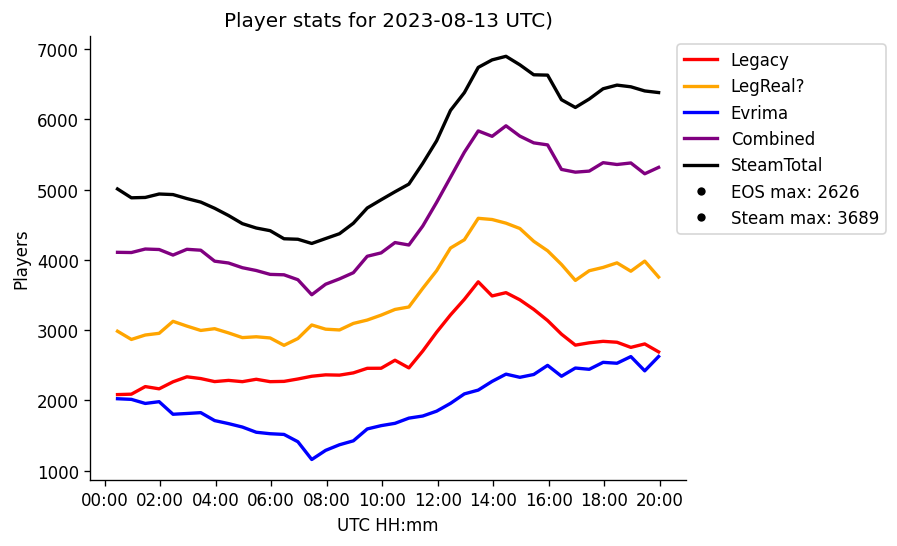 Player stats for 2023-08-13 UTC)
7000
6000
5000
4000
3000
2000
1000
Players
00:00 02:00 04:00 06:00 08:00 10:00 12:00 14:00 16:00 18:00 20:00
UTC HH:mm
Legacy
LegReal?
Evrima
Combined
SteamTotal
EOS max: 2626
Steam max: 3689